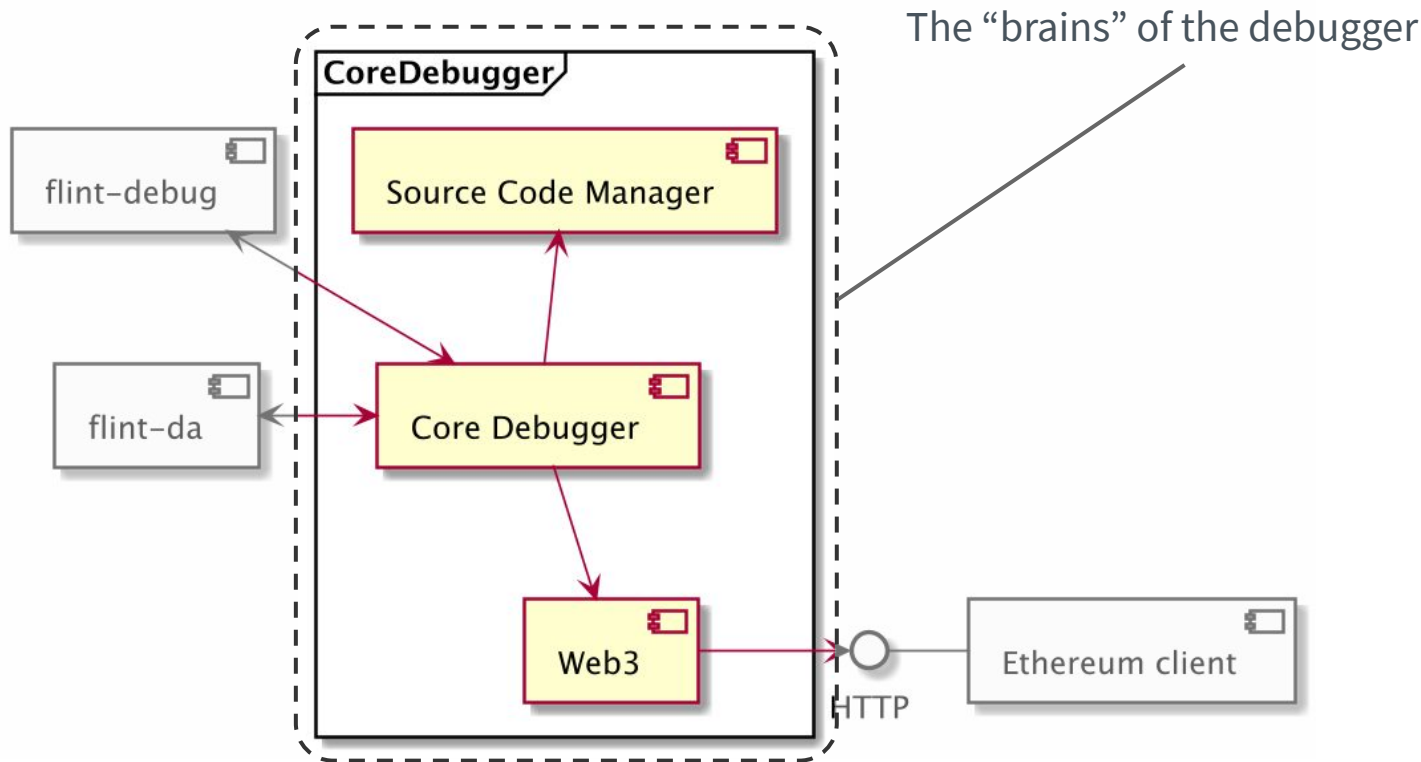 The “brains” of the debugger
CoreDebugger
flint-debug
Source Code Manager
flint-da
Core Debugger
Web3
Ethereum client
HTTP